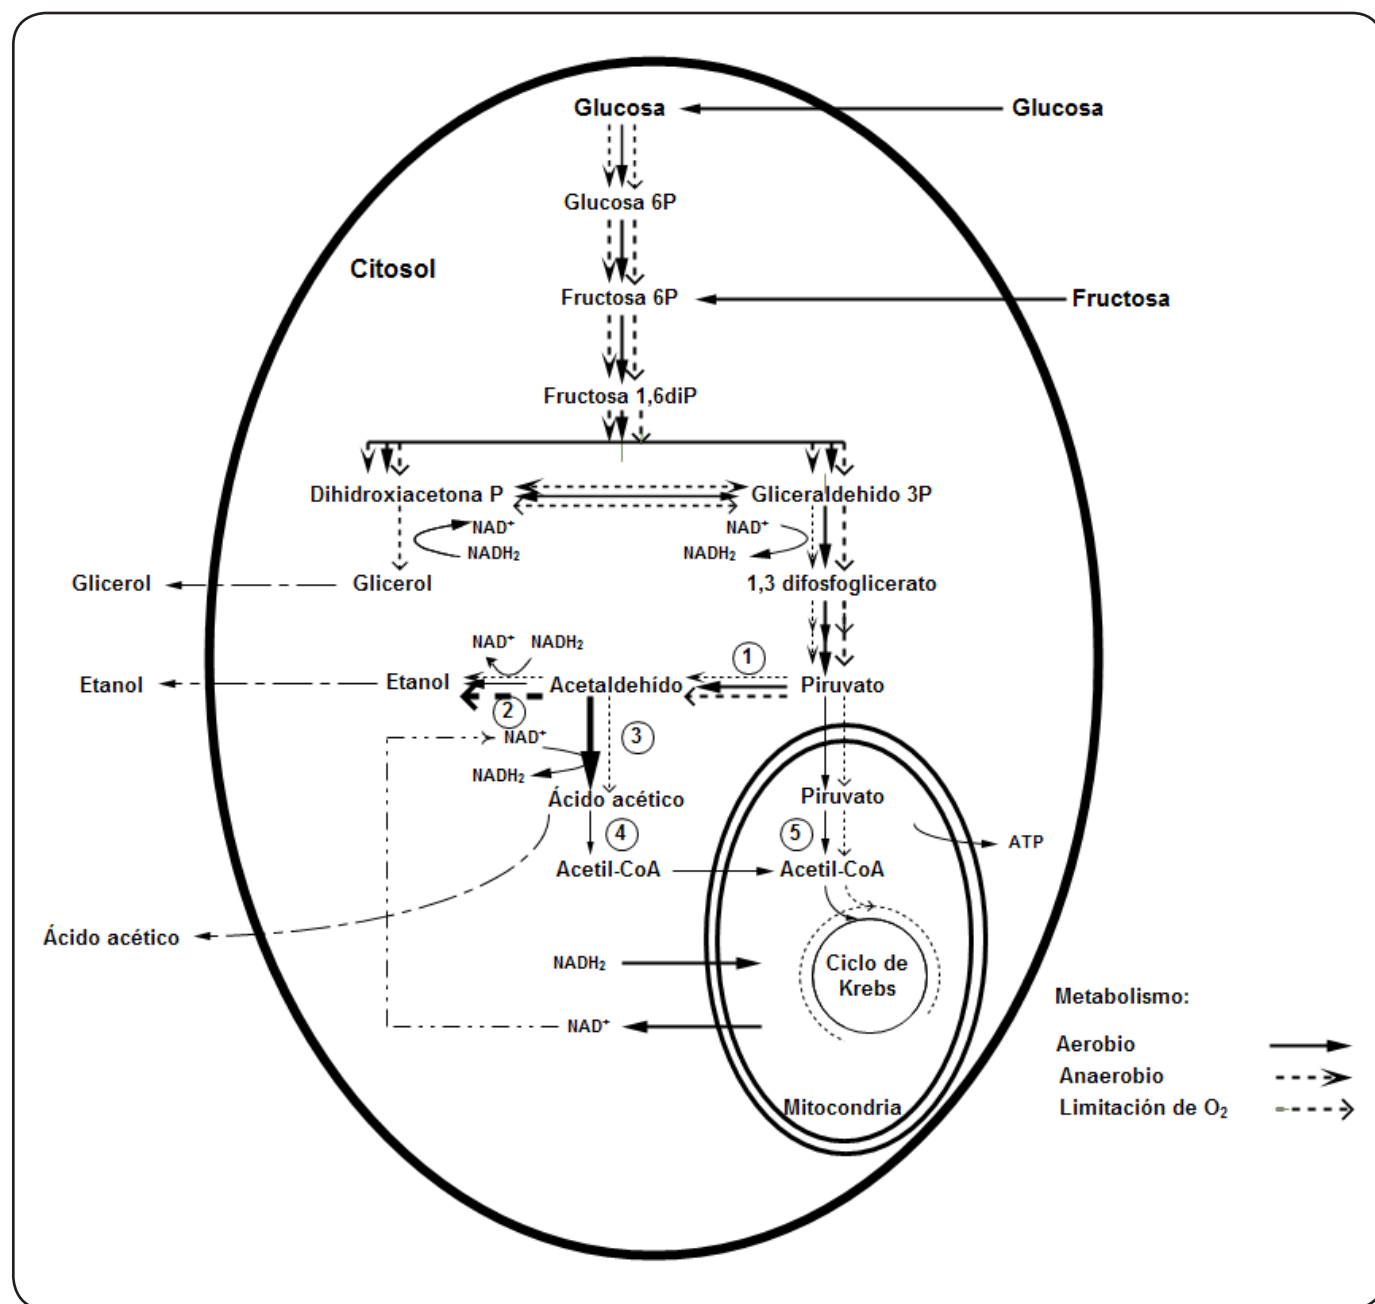 Glucosa
Glucosa
Glucosa 6P
Citosol
Fructosa 6P
Fructosa
Fructosa 1,6diP
Dihidroxiacetona P
Gliceraldehido 3P
NAD⁺
NADH₂
NAD⁺
NADH₂
Glicerol
Glicerol
1,3 difosfoglicerato
NAD⁺
NADH₂
1
Etanol
Etanol
Acetaldehído
Piruvato
2
3
NAD⁺
NADH₂
Ácido acético
Piruvato
4
5
ATP
Acetil-CoA
Acetil-CoA
Ácido acético
NADH₂
Ciclo de
Krebs
NAD⁺
Mitocondria
Metabolismo:
Aerobio
Anaerobio
Limitación de O₂